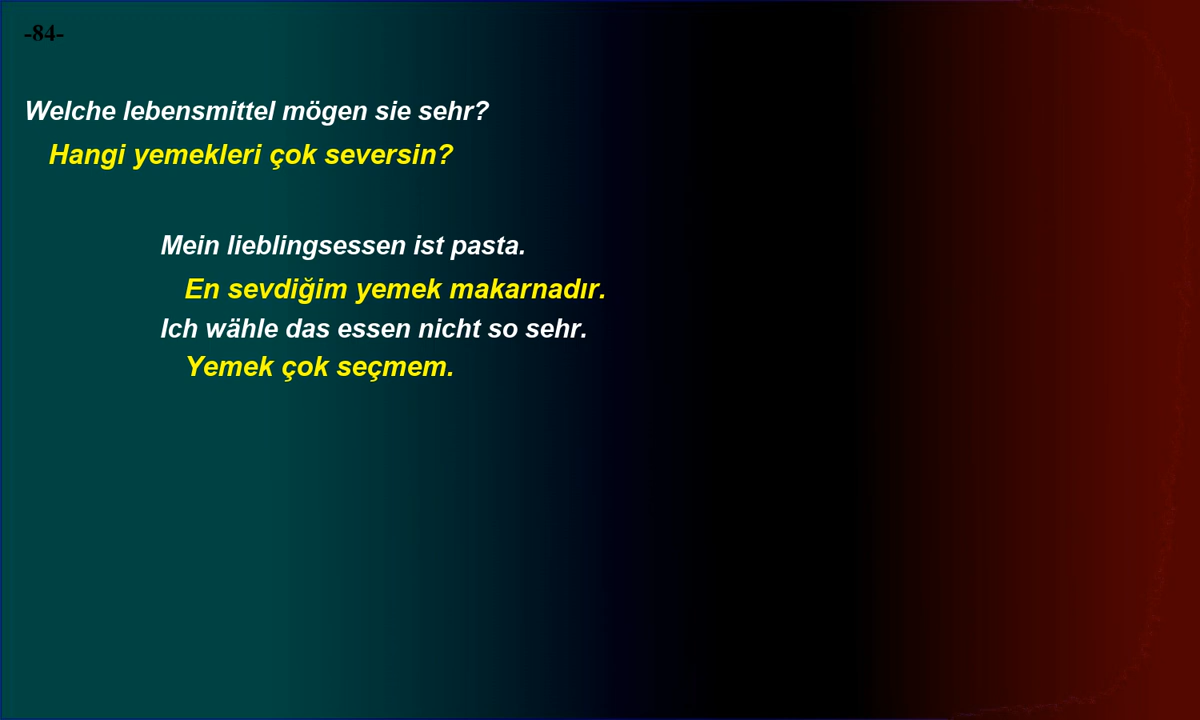 -84-
Welche lebensmittel mögen sie sehr?
Hangi yemekleri çok seversin?
Mein lieblingsessen ist pasta.
En sevdiğim yemek makarnadır.
Ich wähle das essen nicht so sehr.
Yemek çok seçmem.